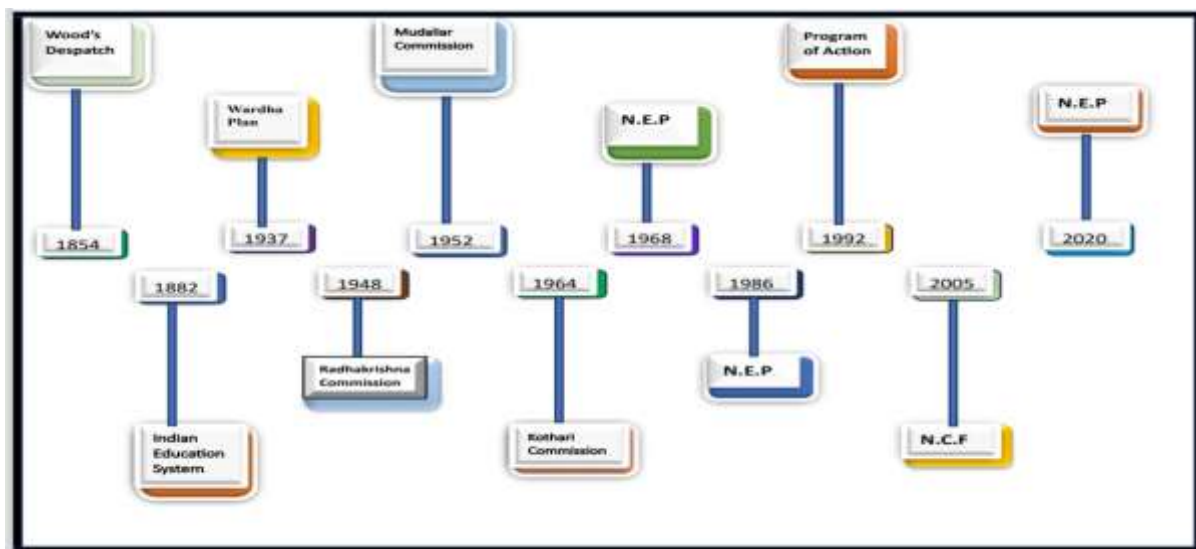 Wood's
Despatch
Mudaliar
Commission
Program
of Action
Wardha
Plan
N.E.P
N.E.P
1854
1937
1952
1968
1992
2020
1882
1948
1964
1986
2005
Radhakrishna
Commission
N.E.P
Indian
Education
System
Kothari
Commission
N.C.F